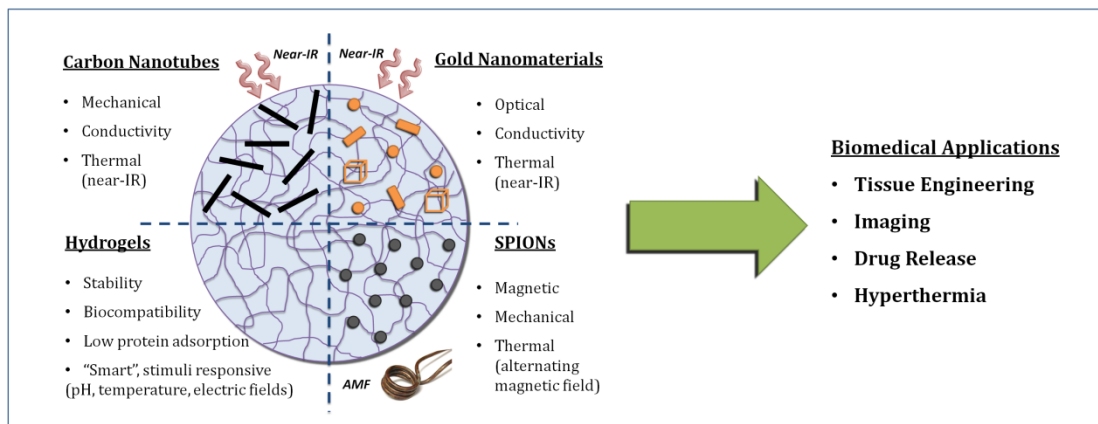 Near-IR
Near-IR
Carbon Nanotubes
• Mechanical
• Conductivity
• Thermal
(near-IR)
Gold Nanomaterials
• Optical
• Conductivity
• Thermal
(near-IR)
Hydrogels
• Stability
• Biocompatibility
• Low protein adsorption
• “Smart”, stimuli responsive
(pH, temperature, electric fields)
SPIONs
• Magnetic
• Mechanical
• Thermal
(alternating
magnetic field)
AMF
Biomedical Applications
• Tissue Engineering
• Imaging
• Drug Release
• Hyperthermia